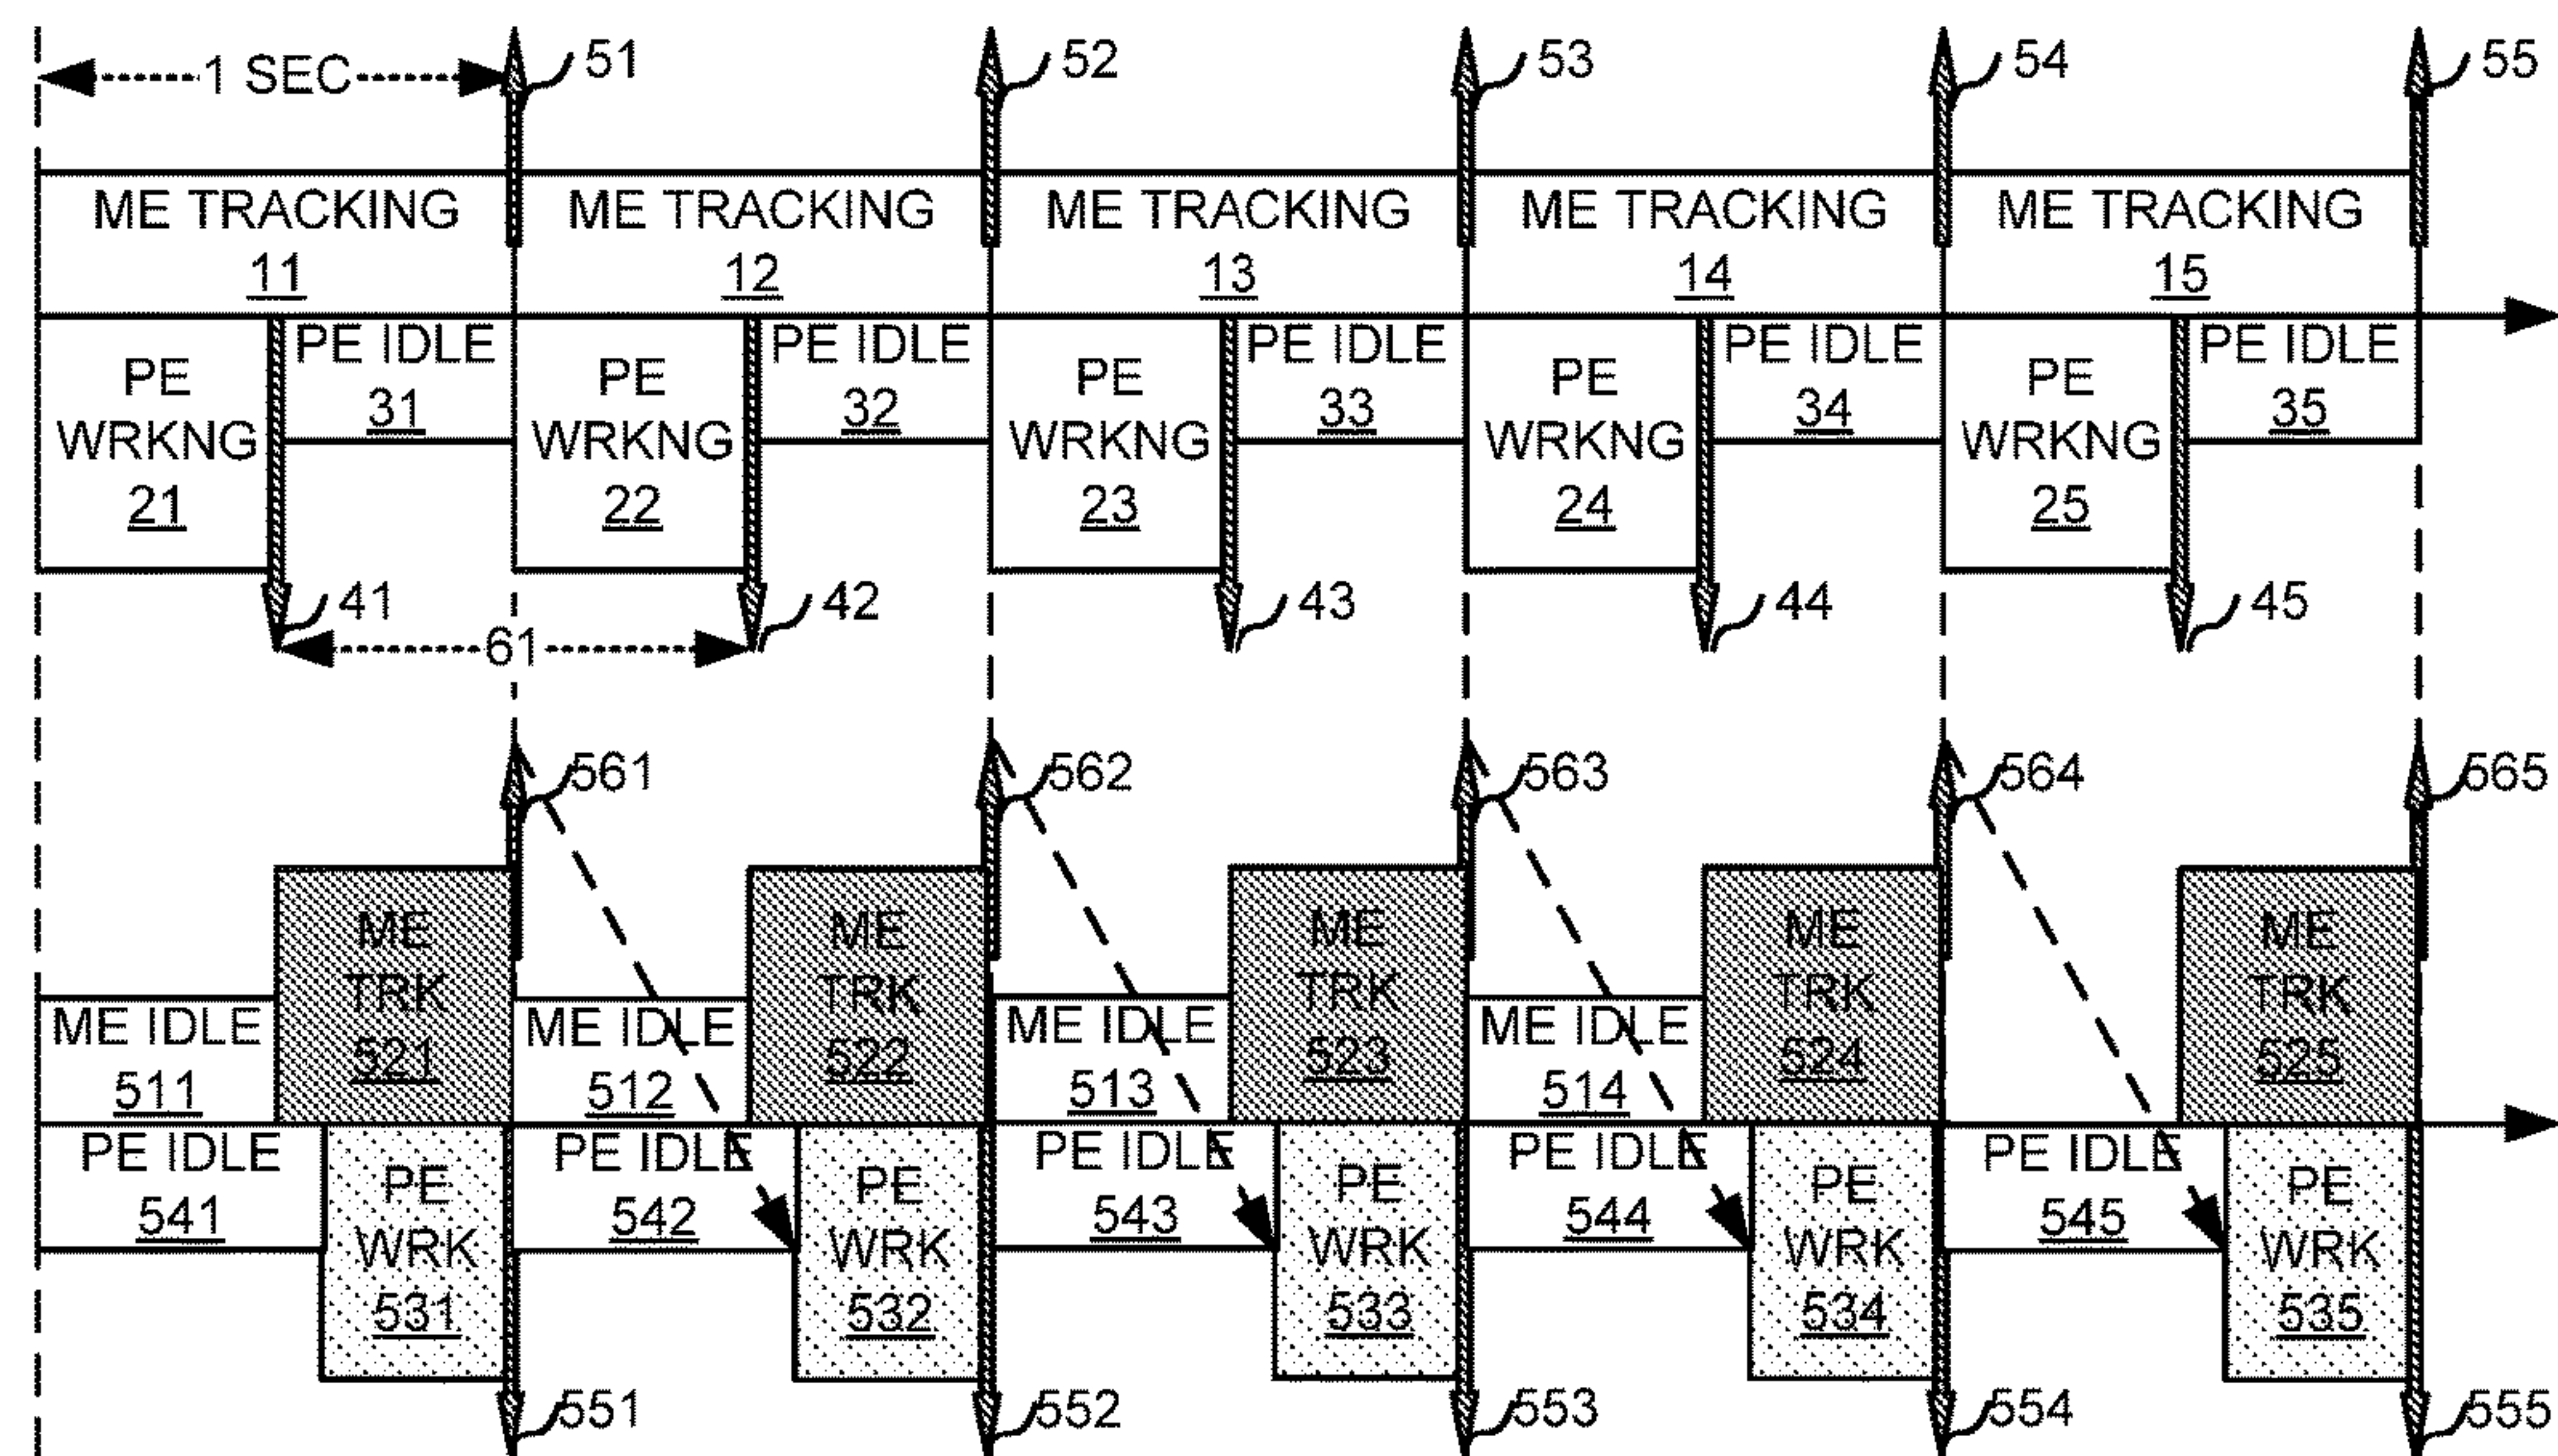 1 SEC 51 52 53 54 55
ME TRACKING ME TRACKING ME TRACKING ME TRACKING ME TRACKING
11 12 13 14 15
PE IDLE PE IDLE PE IDLE PE IDLE PE IDLE
PE PE PE PE PE
31 32 33 34 35
WRKNG WRKNG WRKNG WRKNG WRKNG
21 22 23 24 25
41 42 43 44 45
61
561 562 563 564 565
ME ME ME ME ME
TRK TRK TRK TRK TRK
ME IDLE ME IDLE ME IDLE ME IDLE
521 522 523 524 525
511 512 513 514
PE IDLE PE IDLE PE IDLE PE IDLE PE IDLE
PE PE PE PE PE
541 542 543 544 545
WRK WRK WRK WRK WRK
531 532 533 534 535
551 552 553 554 555